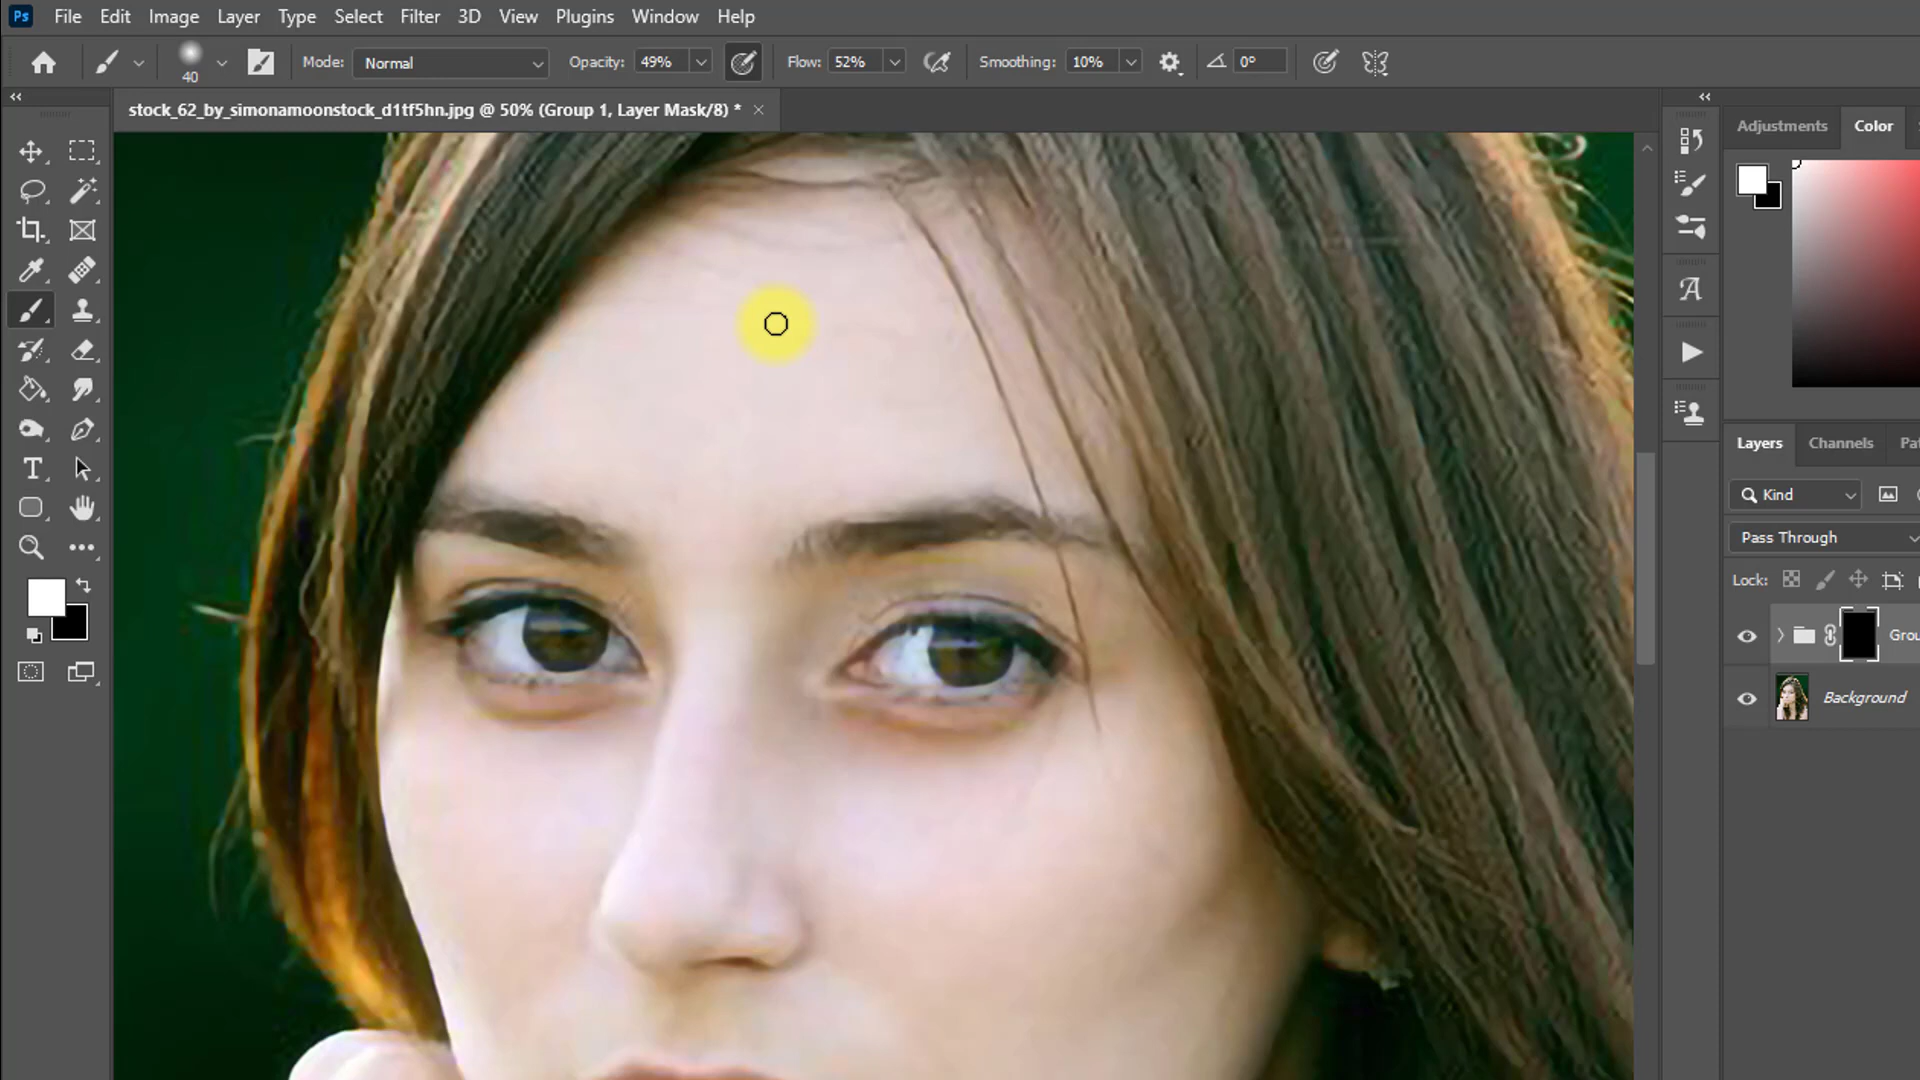 Ps File Edit Image Layer Type Select Filter 3D View Plugins Window Help
40 Mode: Normal Opacity: 49% Flow: 52% Smoothing: 10% 0°
stock_62_by_simonamoonstock_d1tf5hn.jpg @ 50% (Group 1, Layer Mask/8) *
Adjustments Color
Layers Channels Pat
Kind
Pass Through
Lock:
Grou
Background